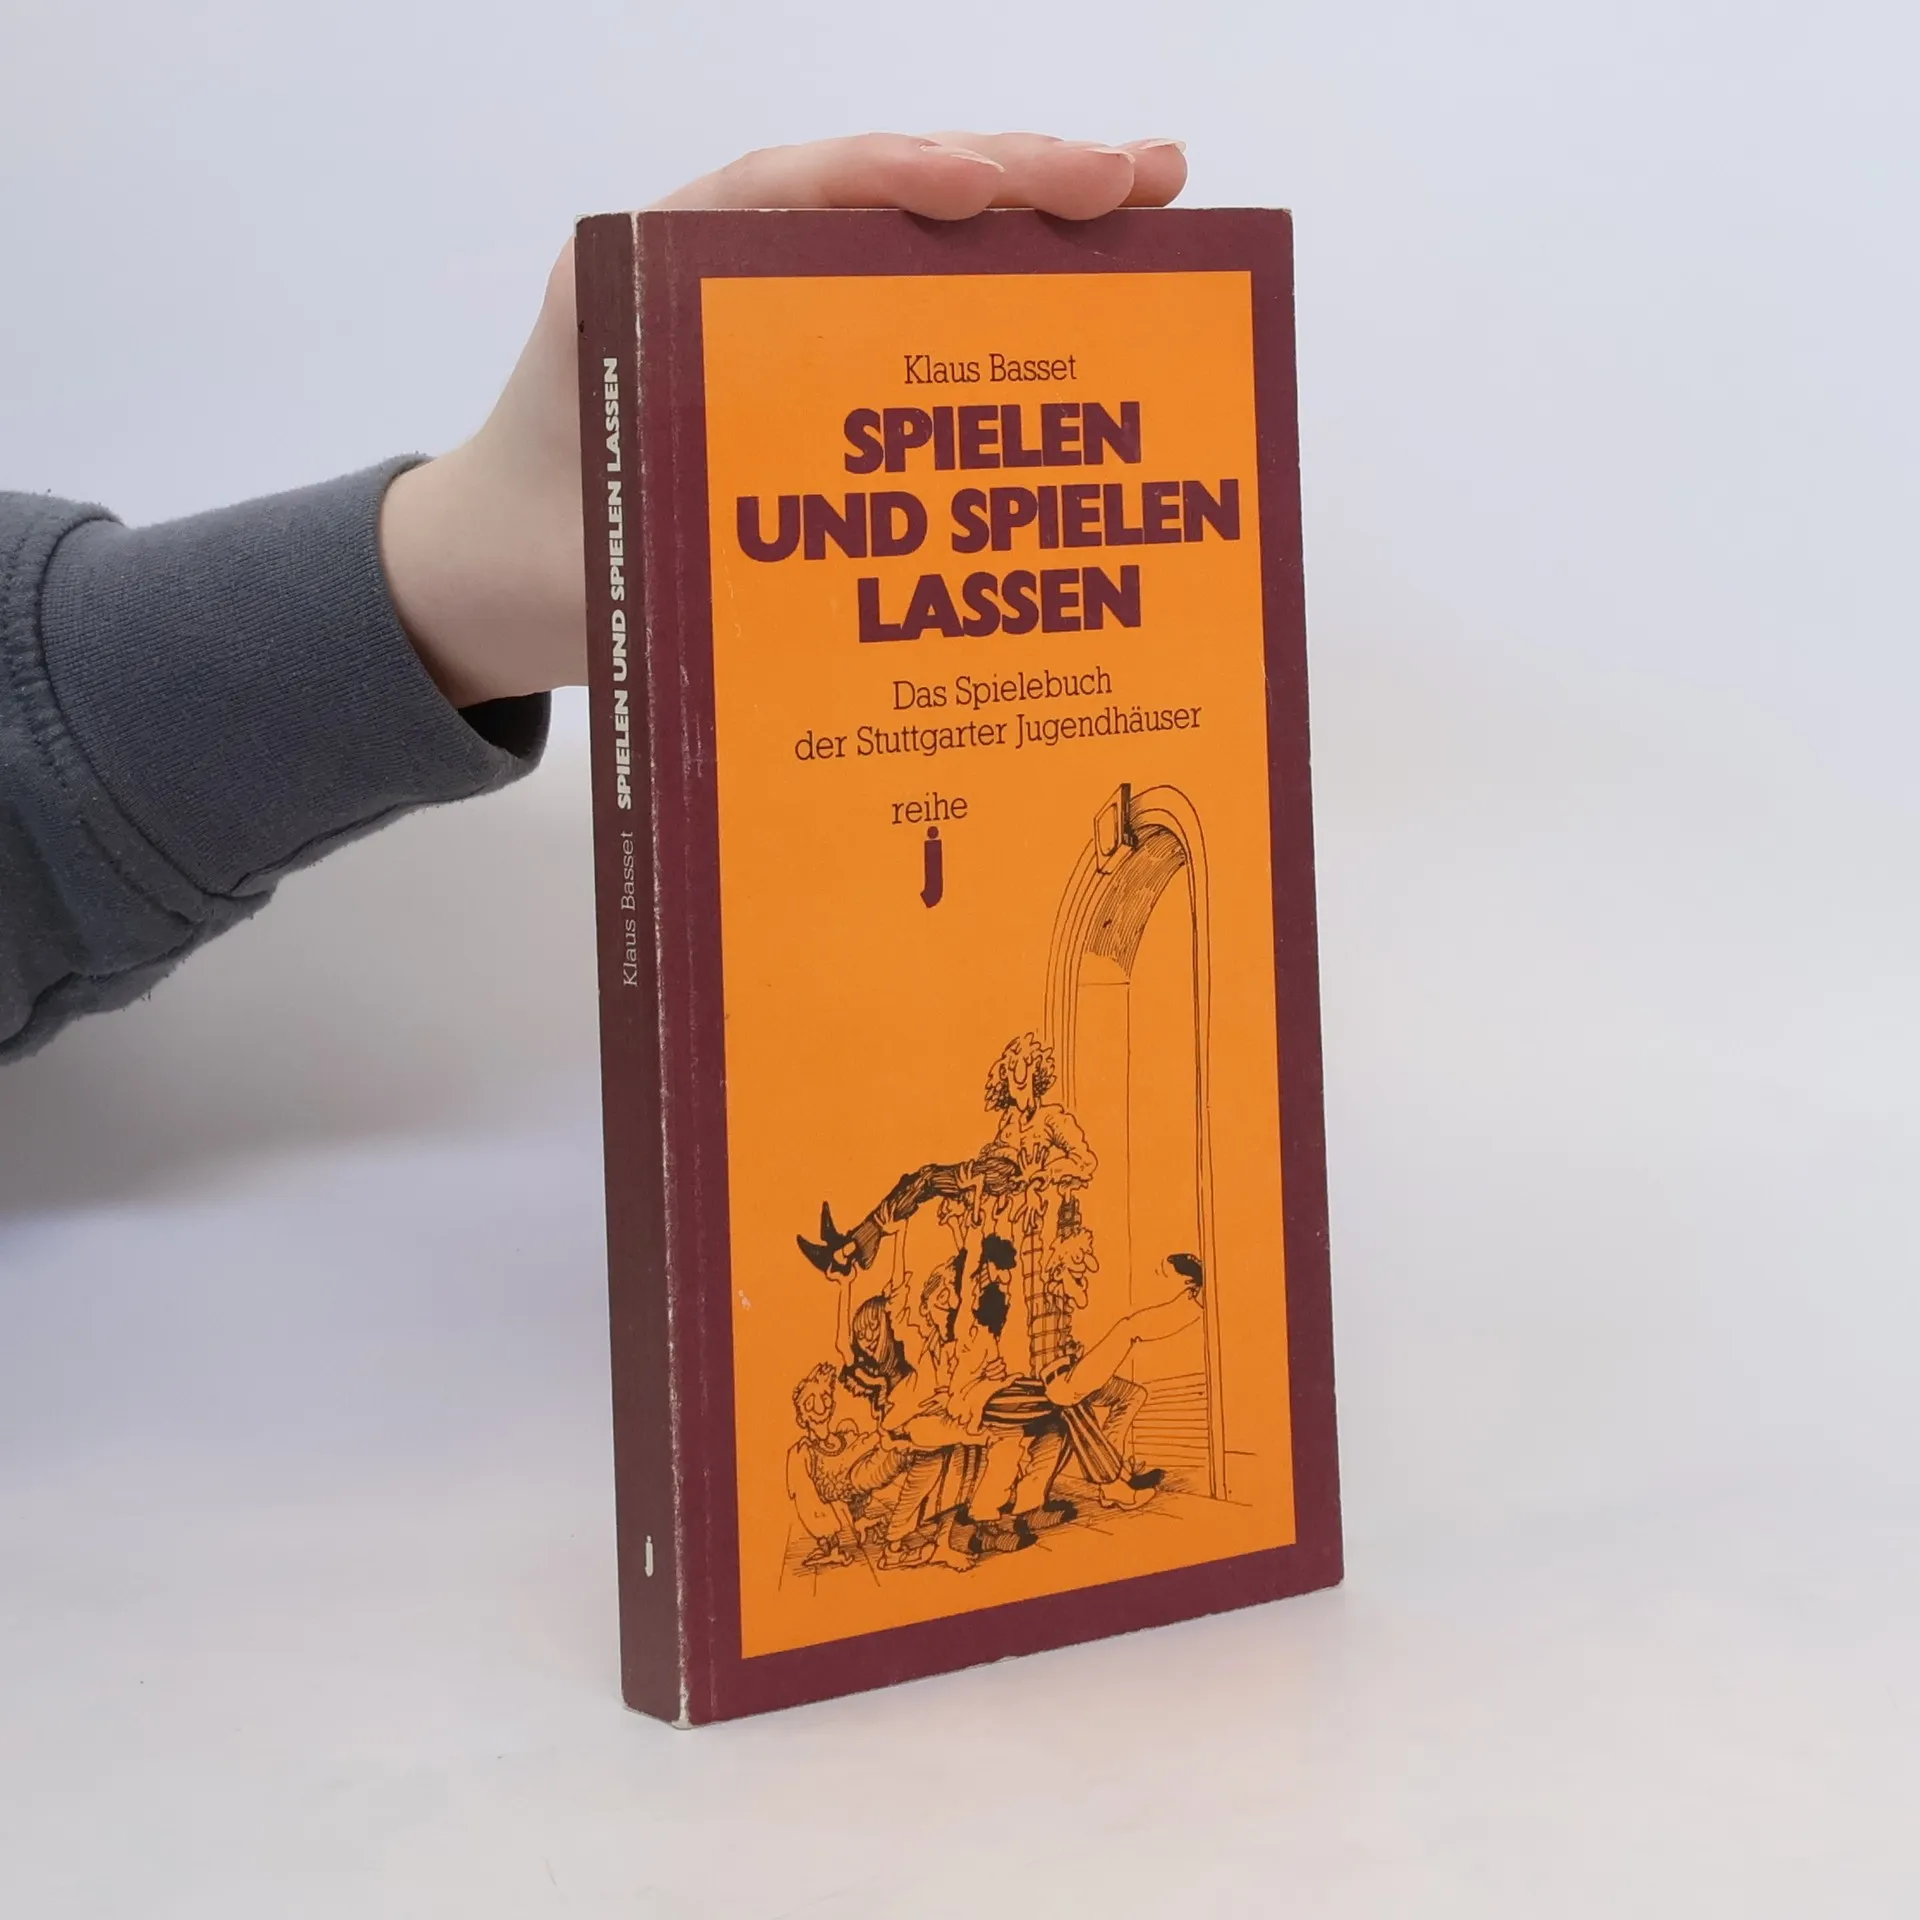 Klaus Basset
SPIELEN
UND SPIELEN
LASSEN
Das Spielebuch
der Stuttgarter Jugendhäuser
reihe
j
Klaus Basset SPIELEN UND SPIELEN LASSEN
j